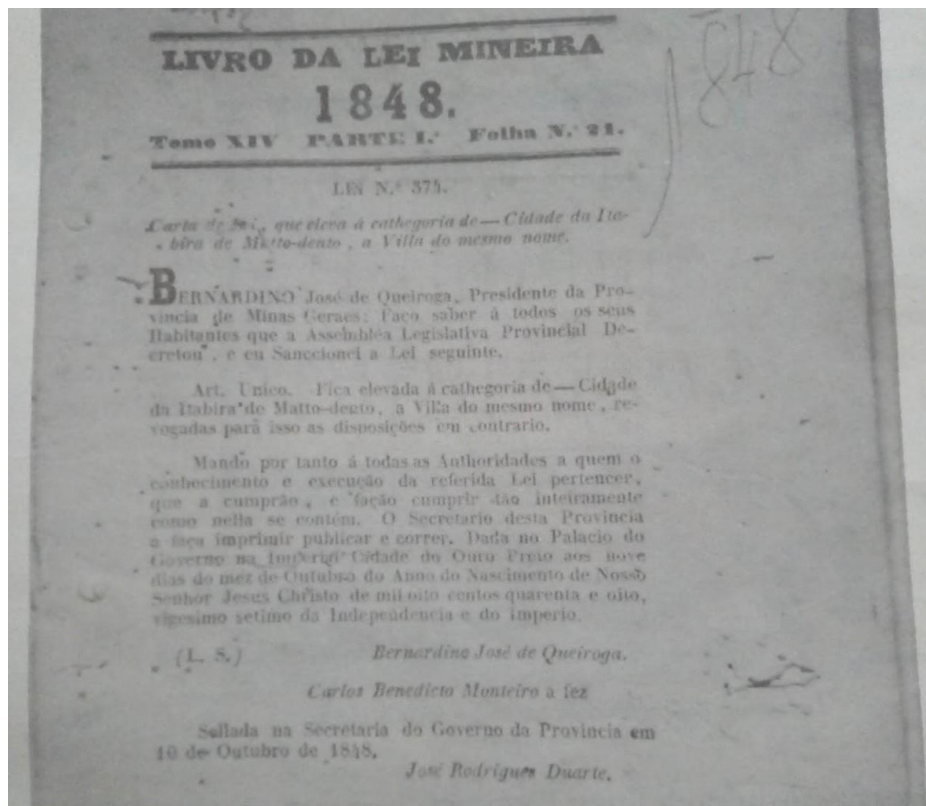 LIVRO DA LEI MINEIRA
1848.
848
Tomo XIV PARTE I.ª Folha N.º 21.
LEI N.º 374.
Carta de Lei, que eleva á cathegoria de — Cidade da Ita-
bira de Matto-dento, a Villa do mesmo nome.
BERNARDINO José de Queiroga, Presidente da Pro-
vincia de Minas Geraes: Faço saber á todos os seus
Habitantes que a Assembléa Legislativa Provincial De-
cretou, e eu Sanccionei a Lei seguinte.
Art. Unico. Fica elevada á cathegoria de — Cidade
da Itabira de Matto-dento, a Villa do mesmo nome, re-
vogadas para isso as disposições em contrario.
Mando por tanto á todas as Authoridades a quem o
conhecimento e execução da referida Lei pertencer,
que a cumprão, e fação cumprir tão inteiramente
como nella se contém. O Secretario desta Provincia
a faça imprimir publicar e correr. Dada no Palacio do
Governo na Imperial Cidade do Ouro Preto aos nove
dias do mez de Outubro do Anno do Nascimento de Nosso
Senhor Jesus Christo de mil oito centos quarenta e oito,
vigesimo setimo da Independencia e do imperio.
(L. S.) Bernardino José de Queiroga.
Carlos Benedicto Monteiro a fez
Sellada na Secretaria do Governo da Provincia em
10 de Outubro de 1848.
José Rodrigues Duarte.